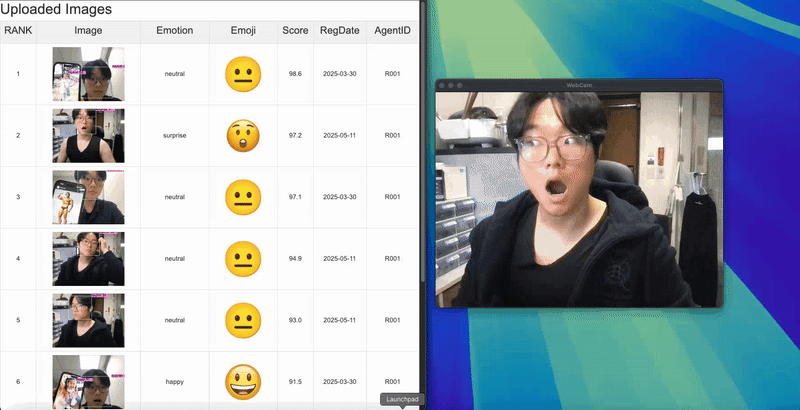 Uploaded Images
RANK Image Emotion Emoji Score RegDate AgentID
1 neutral 98.6 2025-03-30 R001
2 surprise 97.2 2025-05-11 R001
3 neutral 97.1 2025-03-30 R001
4 neutral 94.9 2025-05-11 R001
5 neutral 93.0 2025-05-11 R001
6 happy 91.5 2025-03-30 R001
Launchpad
WebCam